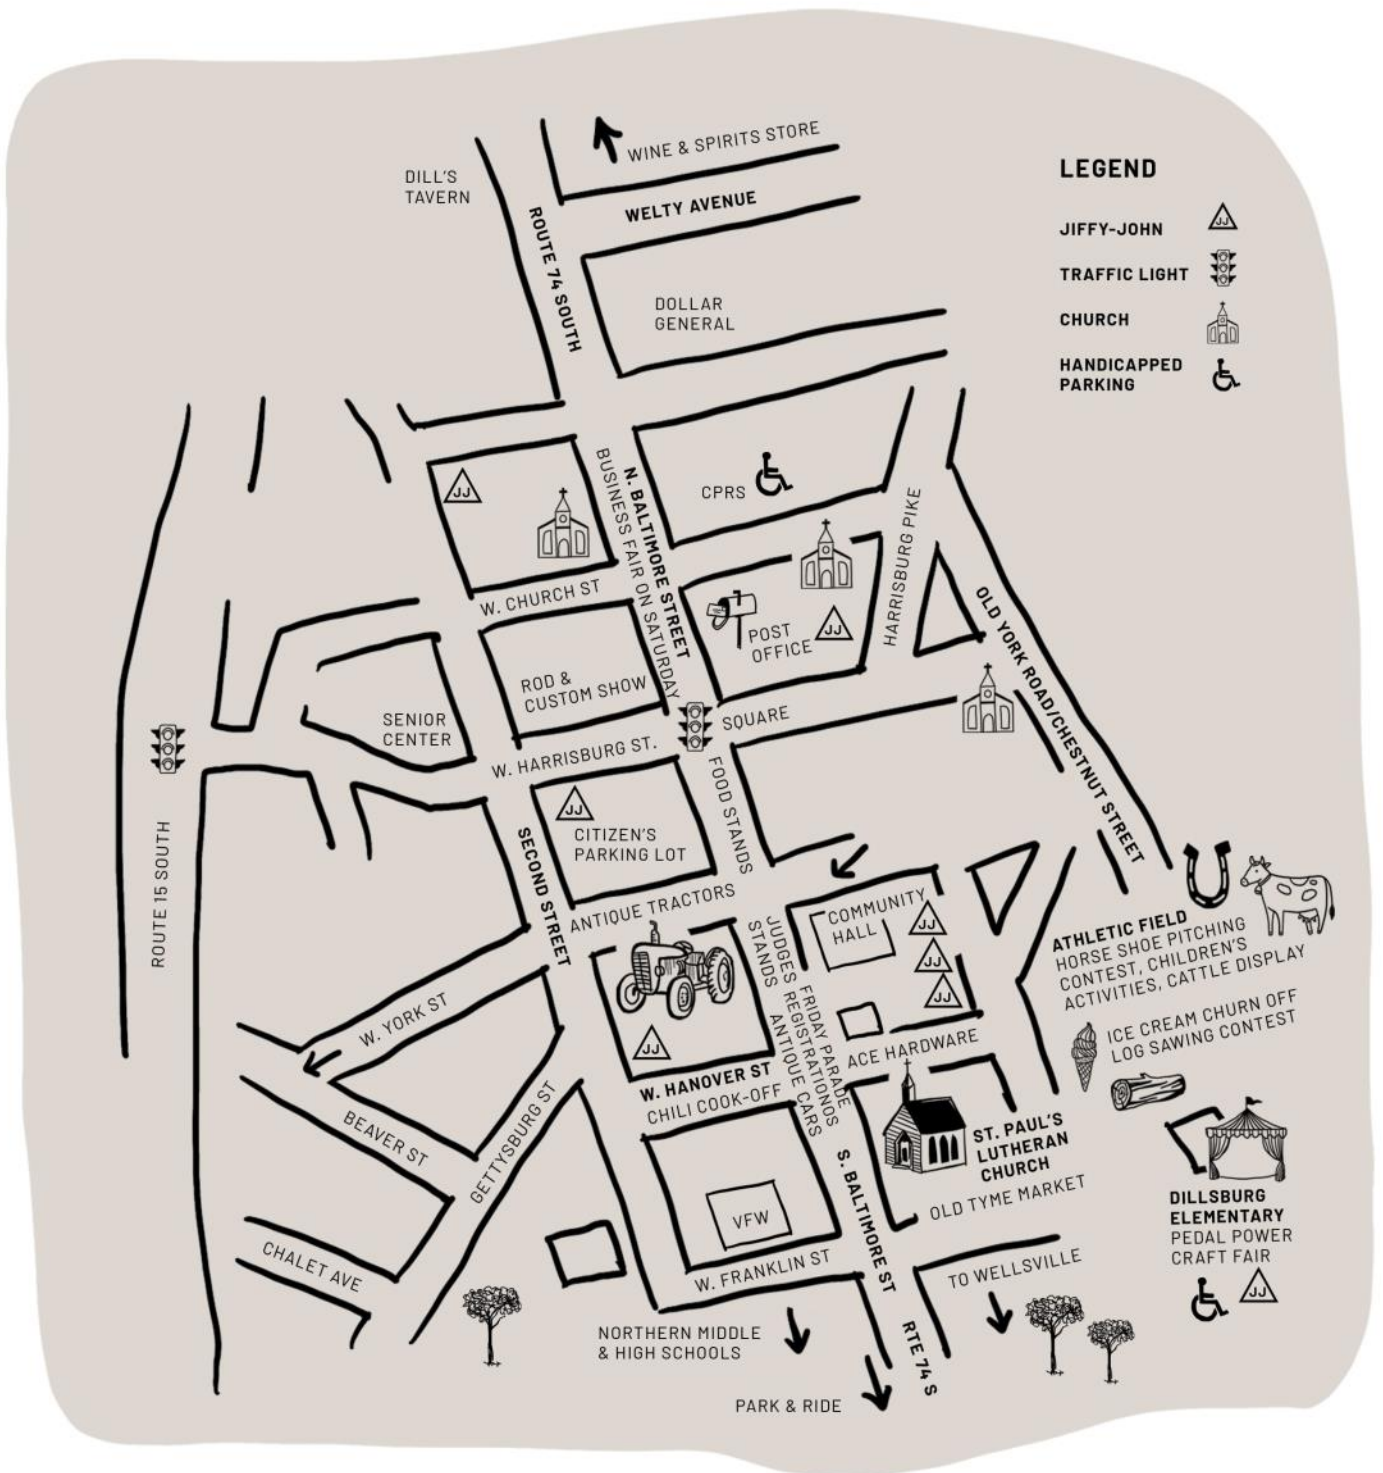 WINE & SPIRITS STORE
DILL'S
TAVERN
WELTY AVENUE
ROUTE 74 SOUTH
DOLLAR
GENERAL
LEGEND
JIFFY-JOHN
JJ
TRAFFIC LIGHT
CHURCH
HANDICAPPED
PARKING
JJ
N. BALTIMORE STREET
BUSINESS FAIR ON SATURDAY
CPRS
HARRISBURG PIKE
W. CHURCH ST
POST
OFFICE
JJ
OLD YORK ROAD/CHESTNUT STREET
ROD &
CUSTOM SHOW
SENIOR
CENTER
SQUARE
W. HARRISBURG ST.
FOOD STANDS
JJ
CITIZEN'S
PARKING LOT
ROUTE 15 SOUTH
SECOND STREET
ANTIQUE TRACTORS
COMMUNITY
HALL
JJ
JJ
JJ
JUDGES
STANDS
FRIDAY PARADE
REGISTRATIONOS
ANTIQUE CARS
ATHLETIC FIELD
HORSE SHOE PITCHING
CONTEST, CHILDREN'S
ACTIVITIES, CATTLE DISPLAY
ICE CREAM CHURN OFF
LOG SAWING CONTEST
W. YORK ST
JJ
ACE HARDWARE
W. HANOVER ST
CHILI COOK-OFF
BEAVER ST
GETTYSBURG ST
ST. PAUL'S
LUTHERAN
CHURCH
OLD TYME MARKET
S. BALTIMORE ST
VFW
DILLSBURG
ELEMENTARY
PEDAL POWER
CRAFT FAIR
JJ
CHALET AVE
W. FRANKLIN ST
TO WELLSVILLE
NORTHERN MIDDLE
& HIGH SCHOOLS
RTE 74 S
PARK & RIDE